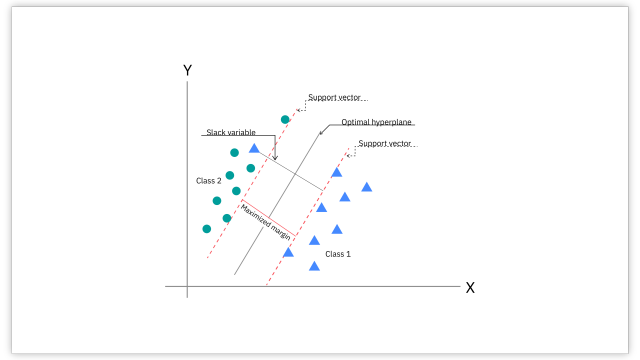 Y
Support vector
Optimal hyperplane
Slack variable
Support vector
Class 2
Maximized margin
Class 1
X